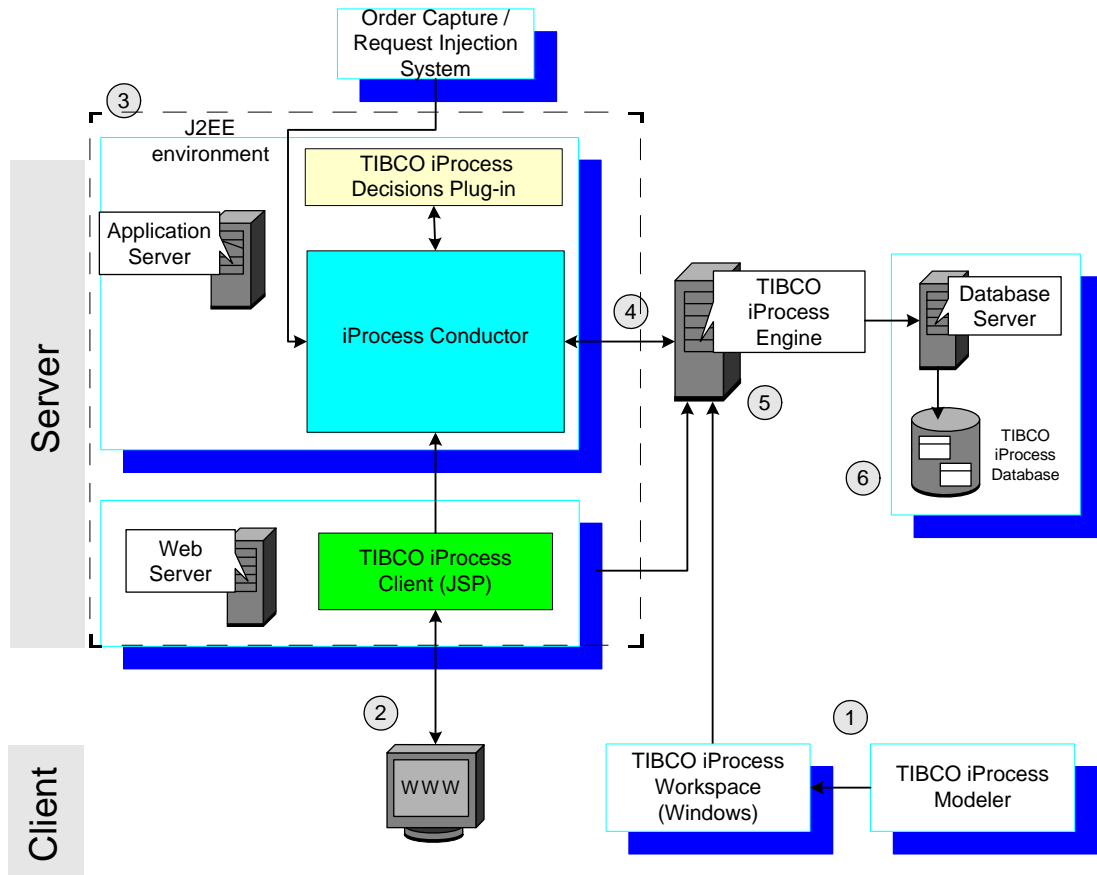 Order Capture /
Request Injection
System
3
J2EE
environment
TIBCO iProcess
Decisions Plug-in
Application
Server
iProcess Conductor
4
TIBCO
iProcess
Engine
Database
Server
5
TIBCO
iProcess
Database
6
Server
Web
Server
TIBCO iProcess
Client (JSP)
2
WWW
1
TIBCO iProcess
Workspace
(Windows)
TIBCO iProcess
Modeler
Client